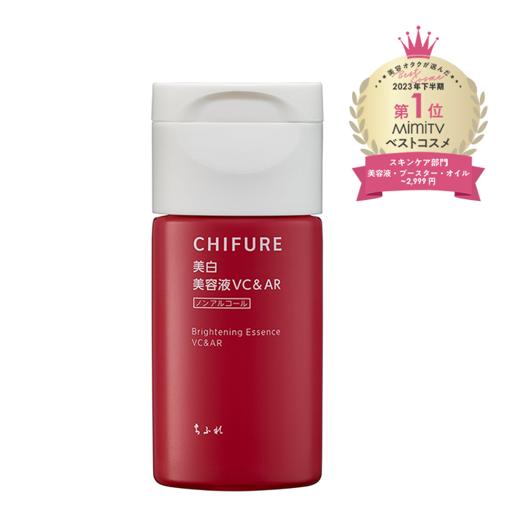 CHIFURE
美白
美容液VC&AR
ノンアルコール
Brightening Essence
VC&AR
ちふれ
美容オタクが選んだ
Best Cosme
2023年下半期
第1位
MimiTV
ベストコスメ
スキンケア部門
美容液・ブースター・オイル
~2,999円